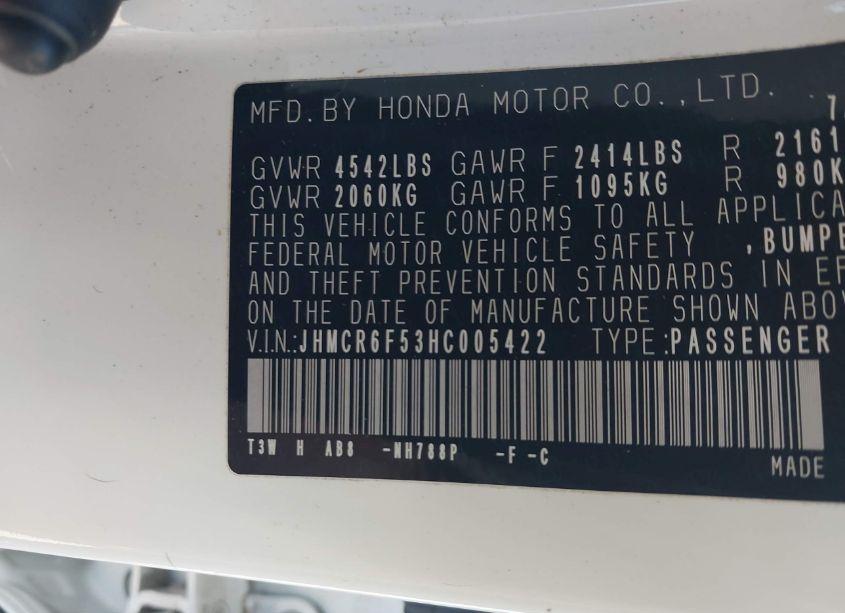 MFD. BY HONDA MOTOR CO., LTD. 7
GVWR 4542LBS GAWR F 2414LBS R 2161
GVWR 2060KG GAWR F 1095KG R 980K
THIS VEHICLE CONFORMS TO ALL APPLICA
FEDERAL MOTOR VEHICLE SAFETY , BUMPE
AND THEFT PREVENTION STANDARDS IN EF
ON THE DATE OF MANUFACTURE SHOWN ABOV
V.I.N.:JHMCR6F53HC005422 TYPE:PASSENGER
T3W H AB8 -NH788P -F -C
MADE